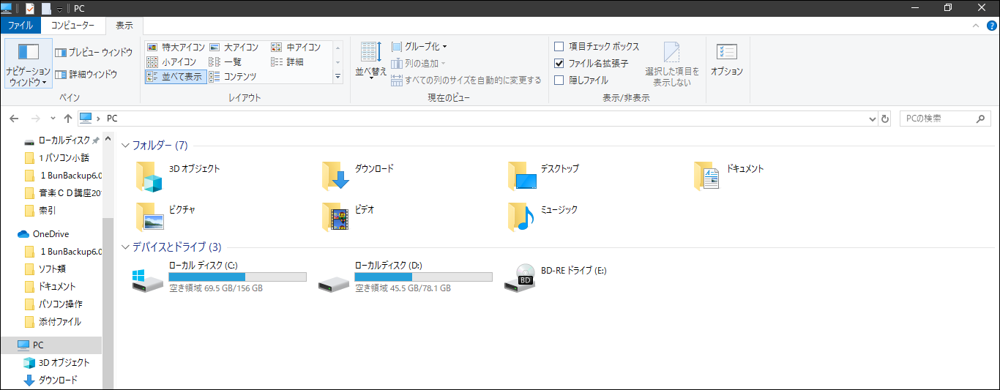 PC
ファイル コンピューター 表示
ナビゲーション ウィンドウ
プレビュー ウィンドウ
詳細ウィンドウ
ペイン
特大アイコン 大アイコン 中アイコン
小アイコン 一覧 詳細
並べて表示 コンテンツ
レイアウト
並べ替え
グループ化
列の追加
すべての列のサイズを自動的に変更する
現在のビュー
項目チェック ボックス
ファイル名拡張子
隠しファイル
選択した項目を
表示しない
表示/非表示
オプション
PC
PCの検索
ローカルディスク
1 パソコン小話
1 BunBackup6.0
音楽ＣＤ講座201
索引
OneDrive
1 BunBackup6.0
ソフト類
ドキュメント
パソコン操作
添付ファイル
PC
3D オブジェクト
ダウンロード
フォルダー (7)
3D オブジェクト ダウンロード デスクトップ ドキュメント
ピクチャ ビデオ ミュージック
デバイスとドライブ (3)
ローカル ディスク (C:)
空き領域 69.5 GB/156 GB
ローカルディスク (D:)
空き領域 45.5 GB/78.1 GB
BD-RE ドライブ (E:)
BD